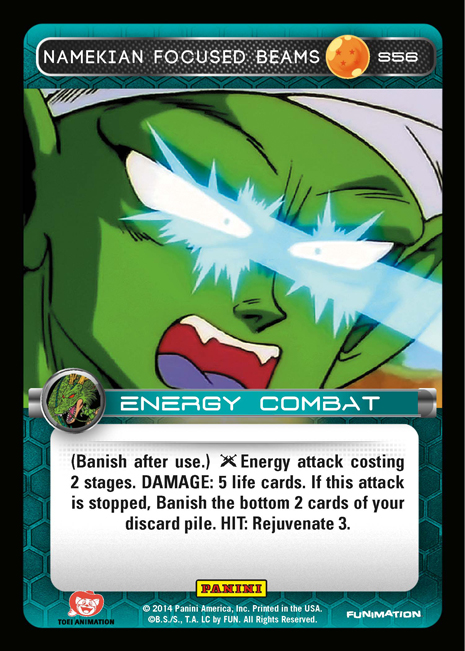 NAMEKIAN FOCUSED BEAMS S56
ENERGY COMBAT
(Banish after use.) Energy attack costing
2 stages. DAMAGE: 5 life cards. If this attack
is stopped, Banish the bottom 2 cards of your
discard pile. HIT: Rejuvenate 3.
PANINI
TOEI ANIMATION
© 2014 Panini America, Inc. Printed in the USA.
©B.S./S., T.A. LC by FUN. All Rights Reserved.
FUNIMATION